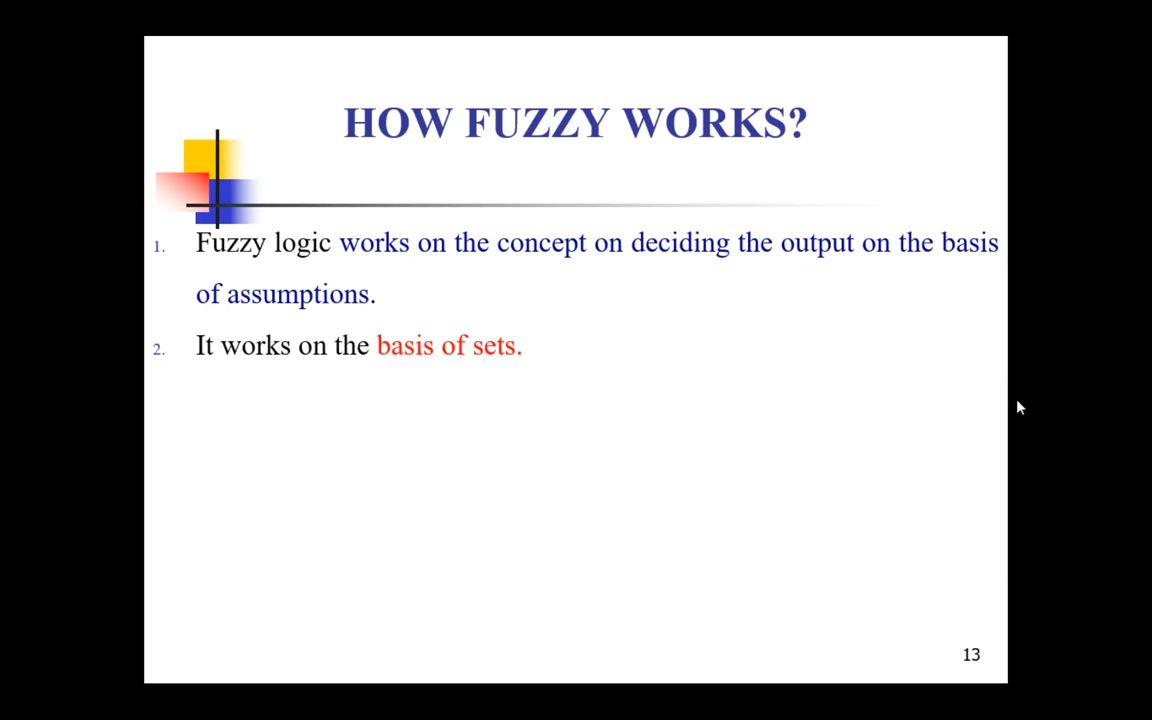 HOW FUZZY WORKS?
1. Fuzzy logic works on the concept on deciding the output on the basis
of assumptions.
2. It works on the basis of sets.
13